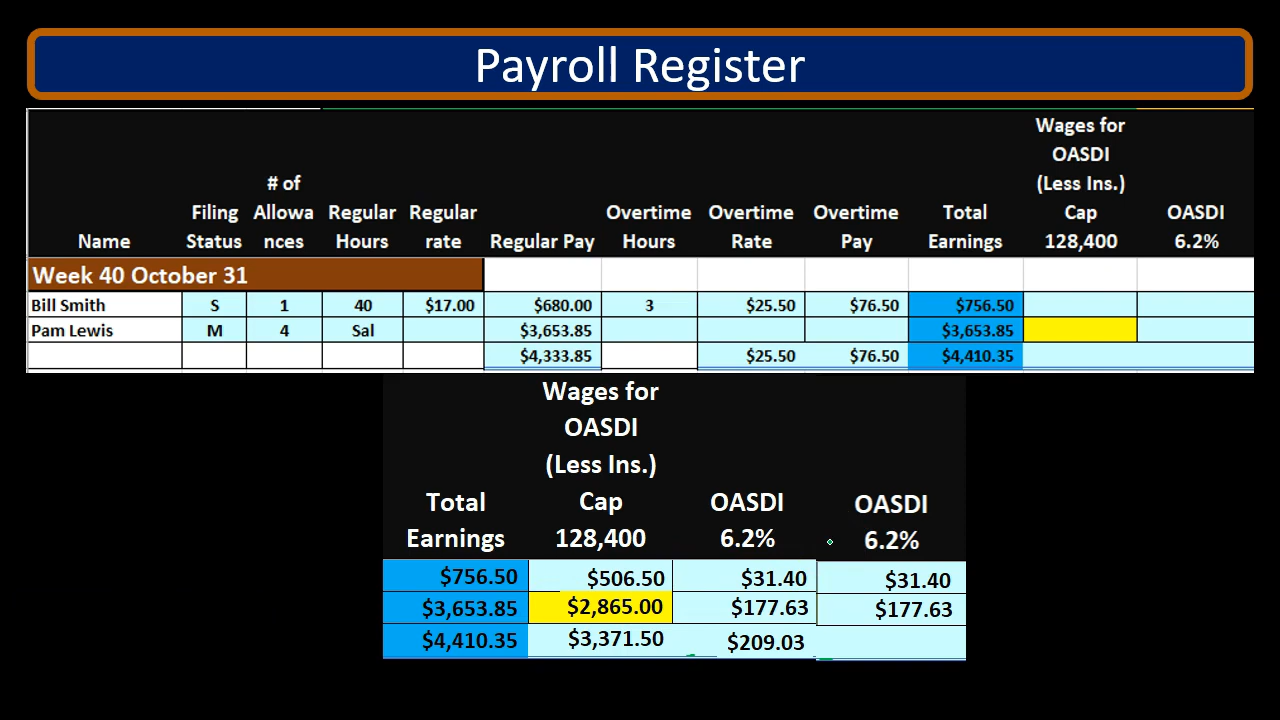 Payroll Register
Wages for
OASDI
# of (Less Ins.)
Filing Allowa Regular Regular Overtime Overtime Overtime Total Cap OASDI
Name Status nces Hours rate Regular Pay Hours Rate Pay Earnings 128,400 6.2%
Week 40 October 31
Bill Smith S 1 40 $17.00 $680.00 3 $25.50 $76.50 $756.50
Pam Lewis M 4 Sal $3,653.85 $3,653.85
$4,333.85 $25.50 $76.50 $4,410.35
Wages for
OASDI
(Less Ins.)
Total Cap OASDI OASDI
Earnings 128,400 6.2% 6.2%
$756.50 $506.50 $31.40 $31.40
$3,653.85 $2,865.00 $177.63 $177.63
$4,410.35 $3,371.50 $209.03